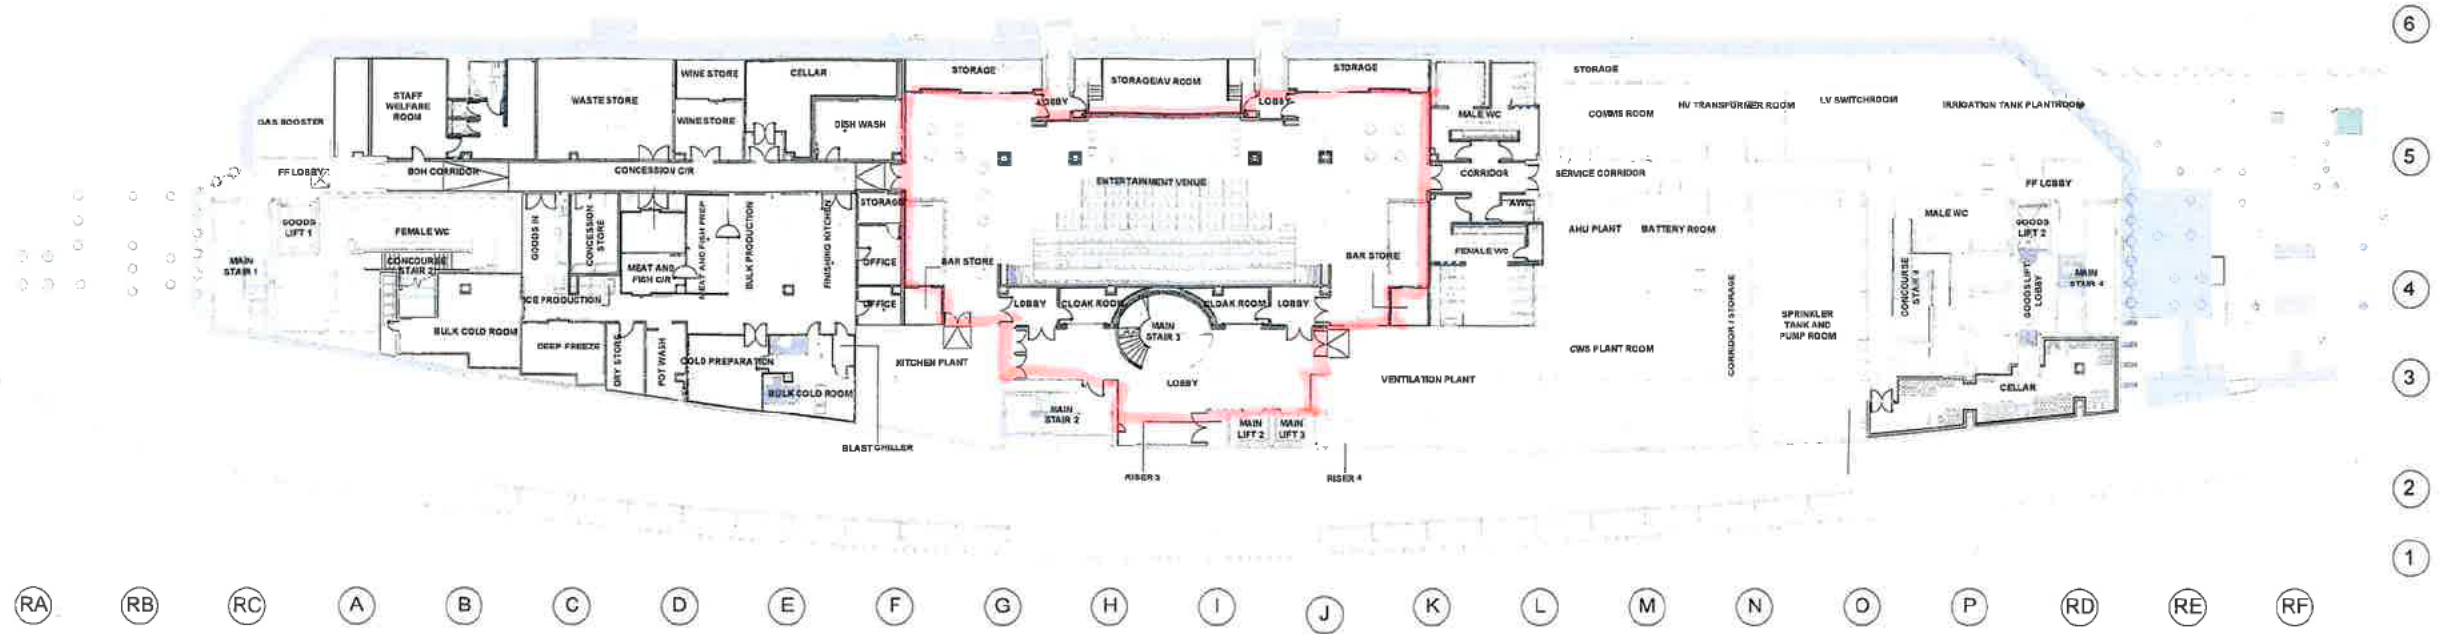 6
STORAGE
STORAGE
STORAGE
WINE STORE
CELLAR
STORAGE/AV ROOM
STAFF
WELFARE
ROOM
WASTE STORE
LOBBY
LOBBY
HV TRANSFORMER ROOM
LV SWITCHROOM
IRRIGATION TANK PLANTROOM
GAS BOOSTER
WINE STORE
DISH WASH
MALE WC
COMMS ROOM
5
FF LOBBY
BOH CORRIDOR
CONCESSION C/R
ENTERTAINMENT VENUE
CORRIDOR
SERVICE CORRIDOR
FF LOBBY
STORAGE
AWC
GOODS
LIFT 1
FEMALE WC
GOODS IN
CONCESSION
STORE
MEAT AND FISH PREP
BULK PRODUCTION
FINISHING KITCHEN
MALE WC
GOODS
LIFT 2
AHU PLANT
BATTERY ROOM
MAIN
STAIR 1
CONCOURSE
STAIR 2
MEAT AND
FISH C/R
OFFICE
BAR STORE
BAR STORE
FEMALE WC
CONCOURSE
STAIR 4
GOODS LIFT
LOBBY
MAIN
STAIR 4
4
ICE PRODUCTION
OFFICE
LOBBY
CLOAK ROOM
CLOAK ROOM
LOBBY
CORRIDOR / STORAGE
SPRINKLER
TANK AND
PUMP ROOM
BULK COLD ROOM
MAIN
STAIR 3
DEEP FREEZE
DRY STORE
POT WASH
COLD PREPARATION
KITCHEN PLANT
CWS PLANT ROOM
3
LOBBY
VENTILATION PLANT
CELLAR
BULK COLD ROOM
MAIN
STAIR 2
MAIN
LIFT 2
MAIN
LIFT 3
BLAST CHILLER
RISER 3
RISER 4
2
1
RA
RB
RC
A
B
C
D
E
F
G
H
I
J
K
L
M
N
O
P
RD
RE
RF